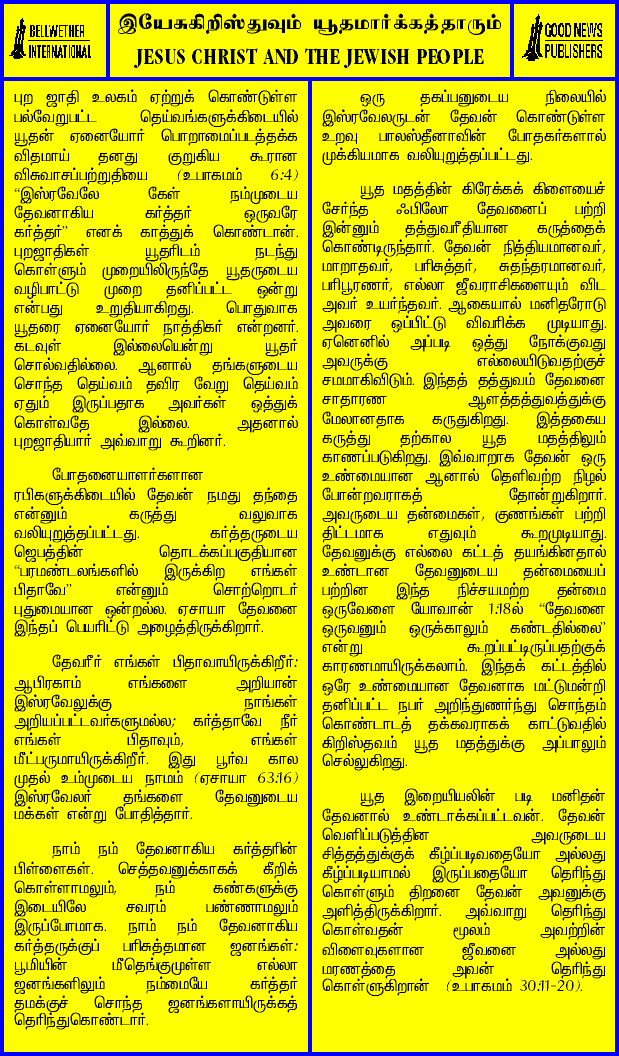 BELLWETHER
INTERNATIONAL
இயேசுகிறிஸ்துவும் யூதமார்க்கத்தாரும்
JESUS CHRIST AND THE JEWISH PEOPLE
GOOD NEWS
PUBLISHERS
புற ஜாதி உலகம் ஏற்றுக் கொண்டுள்ள
பல்வேறுபட்ட தெய்வங்களுக்கிடையில்
யூதன் ஏனையோர் பொறாமைப்படத்தக்க
விதமாய் தனது குறுகிய கூரான
விசுவாசப்பற்றுதியை (உபாகமம் 6:4)
“இஸ்ரவேலே கேள் நம்முடைய
தேவனாகிய கர்த்தர் ஒருவரே
கர்த்தர்” எனக் காத்துக் கொண்டான்.
புறஜாதிகள் யூதரிடம் நடந்து
கொள்ளும் முறையிலிருந்தே யூதருடைய
வழிபாட்டு முறை தனிப்பட்ட ஒன்று
என்பது உறுதியாகிறது. பொதுவாக
யூதரை ஏனையோர் நாத்திகர் என்றனர்.
கடவுள் இல்லையென்று யூதர்
சொல்வதில்லை. ஆனால் தங்களுடைய
சொந்த தெய்வம் தவிர வேறு தெய்வம்
ஏதும் இருப்பதாக அவர்கள் ஒத்துக்
கொள்வதே இல்லை. அதனால்
புறஜாதியார் அவ்வாறு கூறினர்.
போதனையாளர்களான
ரபிகளுக்கிடையில் தேவன் நமது தந்தை
என்னும் கருத்து வலுவாக
வலியுறுத்தப்பட்டது. கர்த்தருடைய
ஜெபத்தின் தொடக்கப்பகுதியான
“பரமண்டலங்களில் இருக்கிற எங்கள்
பிதாவே” என்னும் சொற்றொடர்
புதுமையான ஒன்றல்ல. ஏசாயா தேவனை
இந்தப் பெயரிட்டு அழைத்திருக்கிறார்.
தேவரீர் எங்கள் பிதாவாயிருக்கிறீர்:
ஆபிரகாம் எங்களை அறியான்
இஸ்ரவேலுக்கு நாங்கள்
அறியப்பட்டவர்களுமல்ல; கர்த்தாவே நீர்
எங்கள் பிதாவும், எங்கள்
மீட்பருமாயிருக்கிறீர். இது பூர்வ கால
முதல் உம்முடைய நாமம் (ஏசாயா 63:16)
இஸ்ரவேலர் தங்களை தேவனுடைய
மக்கள் என்று போதித்தார்.
நாம் நம் தேவனாகிய கர்த்தரின்
பிள்ளைகள். செத்தவனுக்காகக் கீறிக்
கொள்ளாமலும், நம் கண்களுக்கு
இடையிலே சவரம் பண்ணாமலும்
இருப்போமாக. நாம் நம் தேவனாகிய
கர்த்தருக்குப் பரிசுத்தமான ஜனங்கள்:
பூமியின் மீதெங்குமுள்ள எல்லா
ஜனங்களிலும் நம்மையே கர்த்தர்
தமக்குச் சொந்த ஜனங்களாயிருக்கத்
தெரிந்துகொண்டார்.
ஒரு தகப்பனுடைய நிலையில்
இஸ்ரவேலருடன் தேவன் கொண்டுள்ள
உறவு பாலஸ்தீனாவின் போதகர்களால்
முக்கியமாக வலியுறுத்தப்பட்டது.
யூத மதத்தின் கிரேக்கக் கிளையைச்
சேர்ந்த ஃபிலோ தேவனைப் பற்றி
இன்னும் தத்துவரீதியான கருத்தைக்
கொண்டிருந்தார். தேவன் நித்தியமானவர்,
மாறாதவர், பரிசுத்தர், சுதந்தரமானவர்,
பரிபூரணர், எல்லா ஜீவராசிகளையும் விட
அவர் உயர்ந்தவர். ஆகையால் மனிதரோடு
அவரை ஒப்பிட்டு விவரிக்க முடியாது.
ஏனெனில் அப்படி ஒத்து நோக்குவது
அவருக்கு எல்லையிடுவதற்குச்
சமமாகிவிடும். இந்தத் தத்துவம் தேவனை
சாதாரண ஆளத்தத்துவத்துக்கு
மேலானதாக கருதுகிறது. இத்தகைய
கருத்து தற்கால யூத மதத்திலும்
காணப்படுகிறது. இவ்வாறாக தேவன் ஒரு
உண்மையான ஆனால் தெளிவற்ற நிழல்
போன்றவராகத் தோன்றுகிறார்.
அவருடைய தன்மைகள், குணங்கள் பற்றி
திட்டமாக எதுவும் கூறமுடியாது.
தேவனுக்கு எல்லை கட்டத் தயங்கினதால்
உண்டான தேவனுடைய தன்மையைப்
பற்றின இந்த நிச்சயமற்ற தன்மை
ஒருவேளை யோவான் 1:18ல் “தேவனை
ஒருவனும் ஒருக்காலும் கண்டதில்லை”
என்று கூறப்பட்டிருப்பதற்குக்
காரணமாயிருக்கலாம். இந்தக் கட்டத்தில்
ஒரே உண்மையான தேவனாக மட்டுமன்றி
தனிப்பட்ட நபர் அறிந்துணர்ந்து சொந்தம்
கொண்டாடத் தக்கவராகக் காட்டுவதில்
கிறிஸ்தவம் யூத மதத்துக்கு அப்பாலும்
செல்லுகிறது.
யூத இறையியலின் படி மனிதன்
தேவனால் உண்டாக்கப்பட்டவன். தேவன்
வெளிப்படுத்தின அவருடைய
சித்தத்துக்குக் கீழ்ப்படிவதையோ அல்லது
கீழ்ப்படியாமல் இருப்பதையோ தெரிந்து
கொள்ளும் திறனை தேவன் அவனுக்கு
அளித்திருக்கிறார். அவ்வாறு தெரிந்து
கொள்வதன் மூலம் அவற்றின்
விளைவுகளான ஜீவனை அல்லது
மரணத்தை அவன் தெரிந்து
கொள்ளுகிறான் (உபாகமம் 30:11-20).